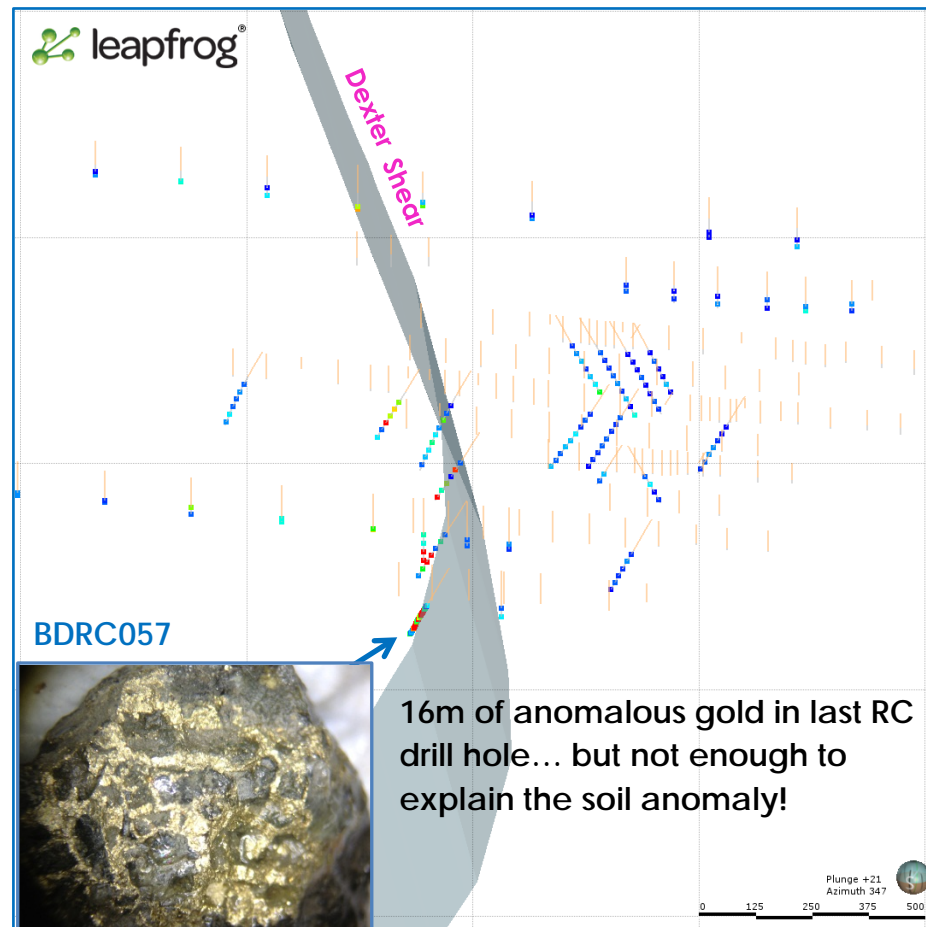 leapfrog®
Dexter Shear
BDRC057
16m of anomalous gold in last RC
drill hole... but not enough to
explain the soil anomaly!
Plunge +21
Azimuth 347
0 125 250 375 500